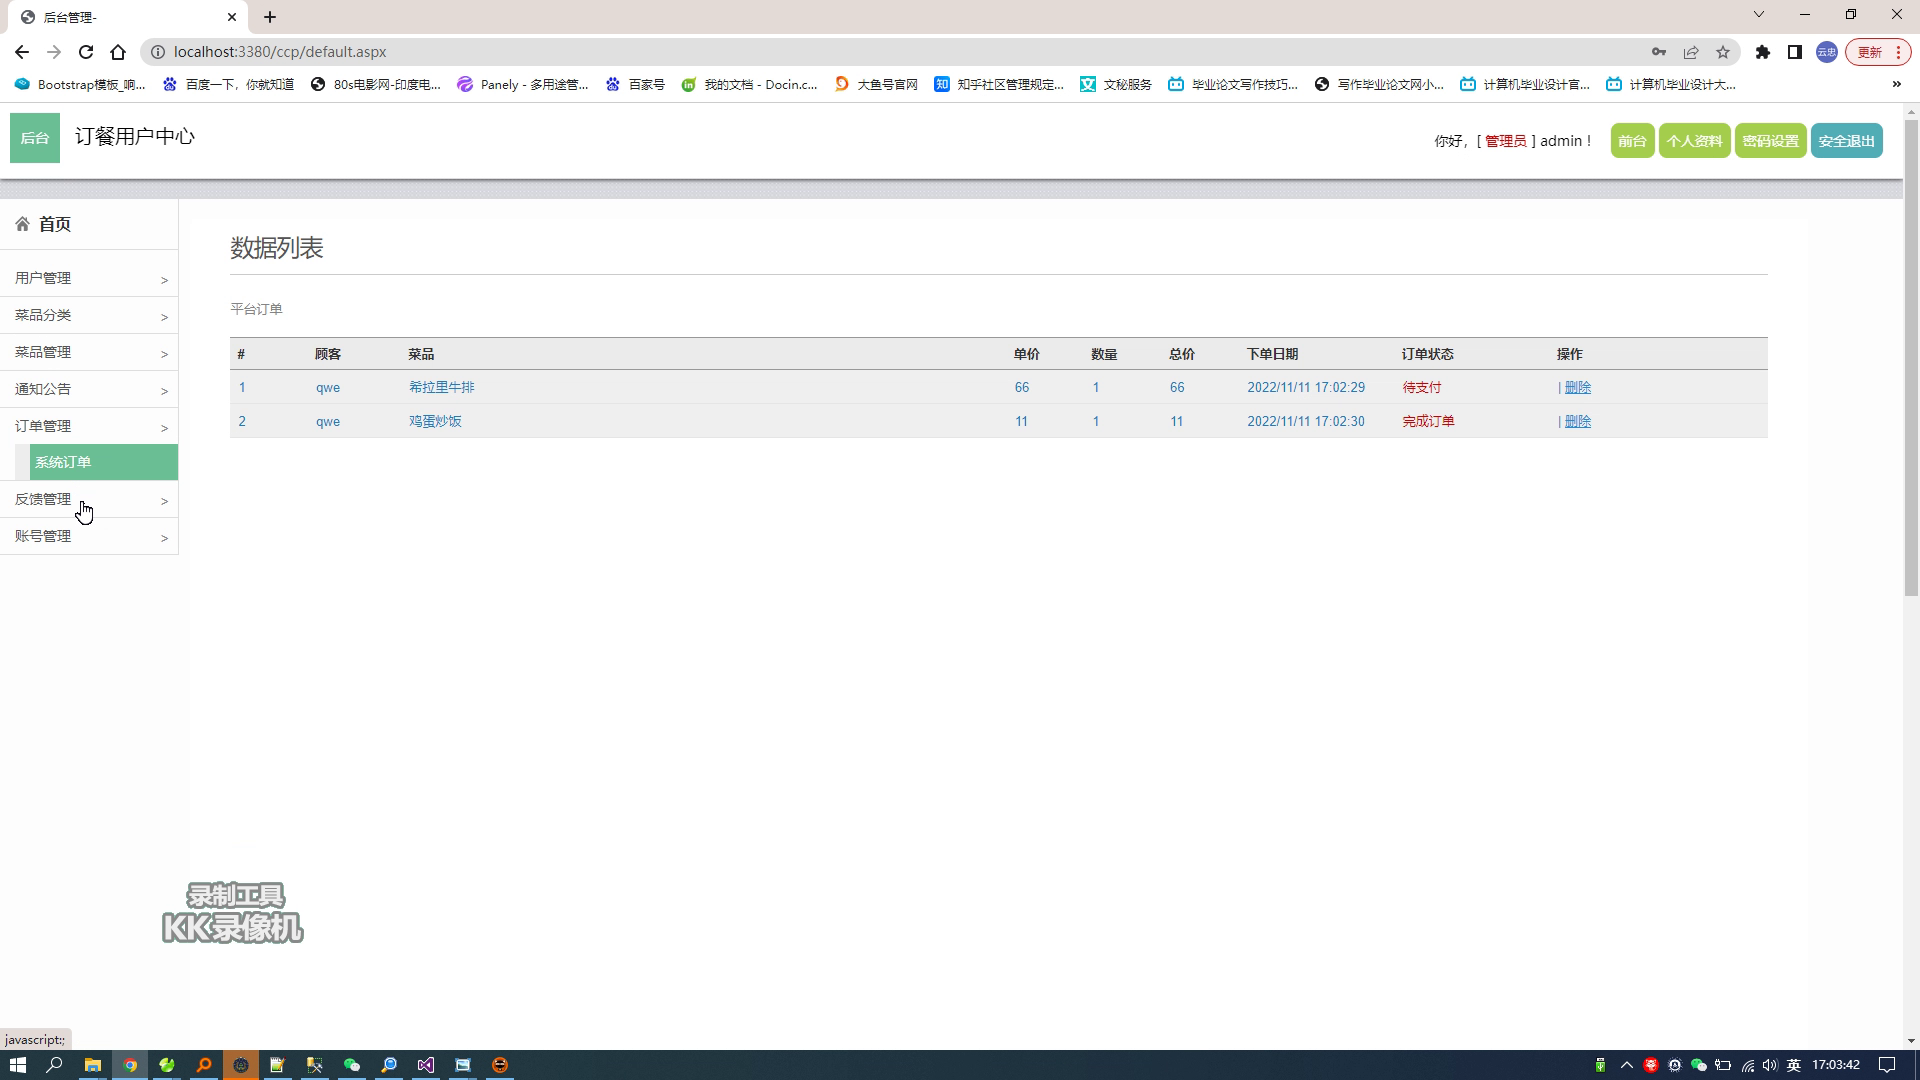 后台管理-
localhost:3380/ccp/default.aspx
云忠
更新
Bootstrap模板_响...
百度一下，你就知道
80s电影网-印度电...
Panely - 多用途管...
百家号
我的文档 - Docin.c...
大鱼号官网
知乎社区管理规定...
文秘服务
毕业论文写作技巧...
写作毕业论文网小...
计算机毕业设计官...
计算机毕业设计大...
»
后台
订餐用户中心
你好，[ 管理员 ] admin !
前台
个人资料
密码设置
安全退出
首页
用户管理 >
菜品分类 >
菜品管理 >
通知公告 >
订单管理 >
系统订单
反馈管理 >
账号管理 >
数据列表
平台订单
# 顾客 菜品 单价 数量 总价 下单日期 订单状态 操作
1 qwe 希拉里牛排 66 1 66 2022/11/11 17:02:29 待支付 | 删除
2 qwe 鸡蛋炒饭 11 1 11 2022/11/11 17:02:30 完成订单 | 删除
录制工具
KK录像机
javascript:;
英
17:03:42